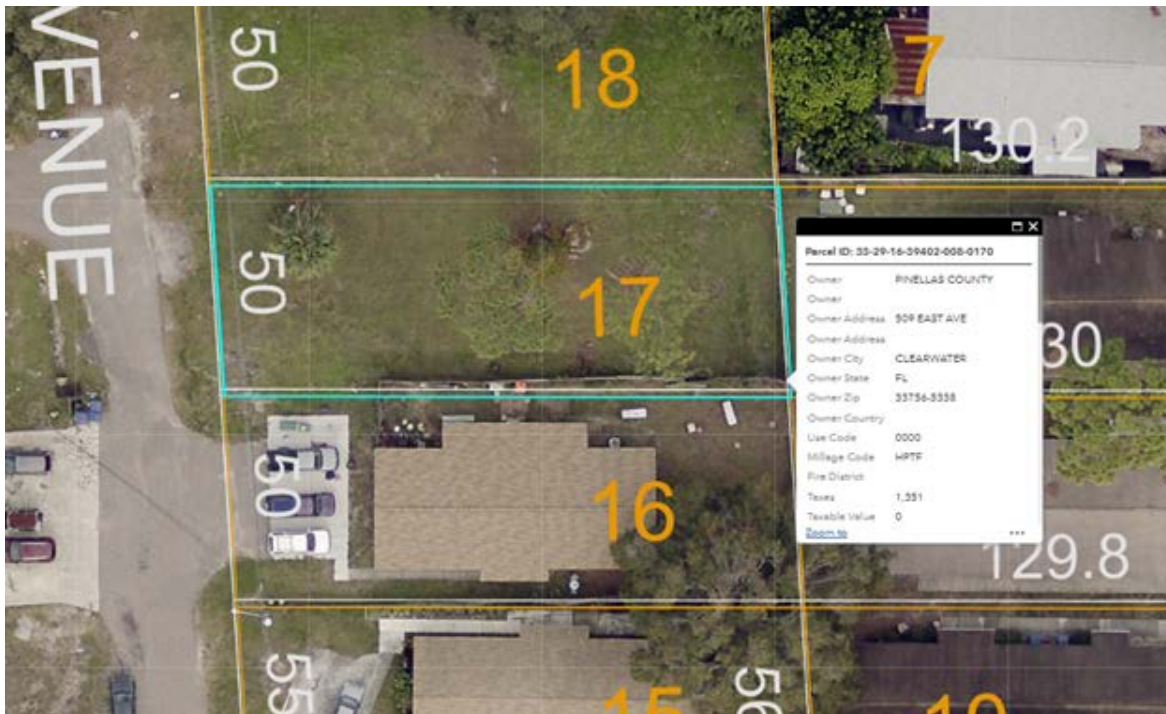 VENUE
50
18
7
130.2
50
17
30
Parcel ID: 33-29-16-39402-008-0170
Owner PINELLAS COUNTY
Owner
Owner Address 509 EAST AVE
Owner Address
Owner City CLEARWATER
Owner State FL
Owner Zip 33756-5338
Owner Country
Use Code 0000
Millage Code HPTF
Fire District
Taxes 1,351
Taxable Value 0
Zoom to
...
50
16
129.8
55
15
56
19